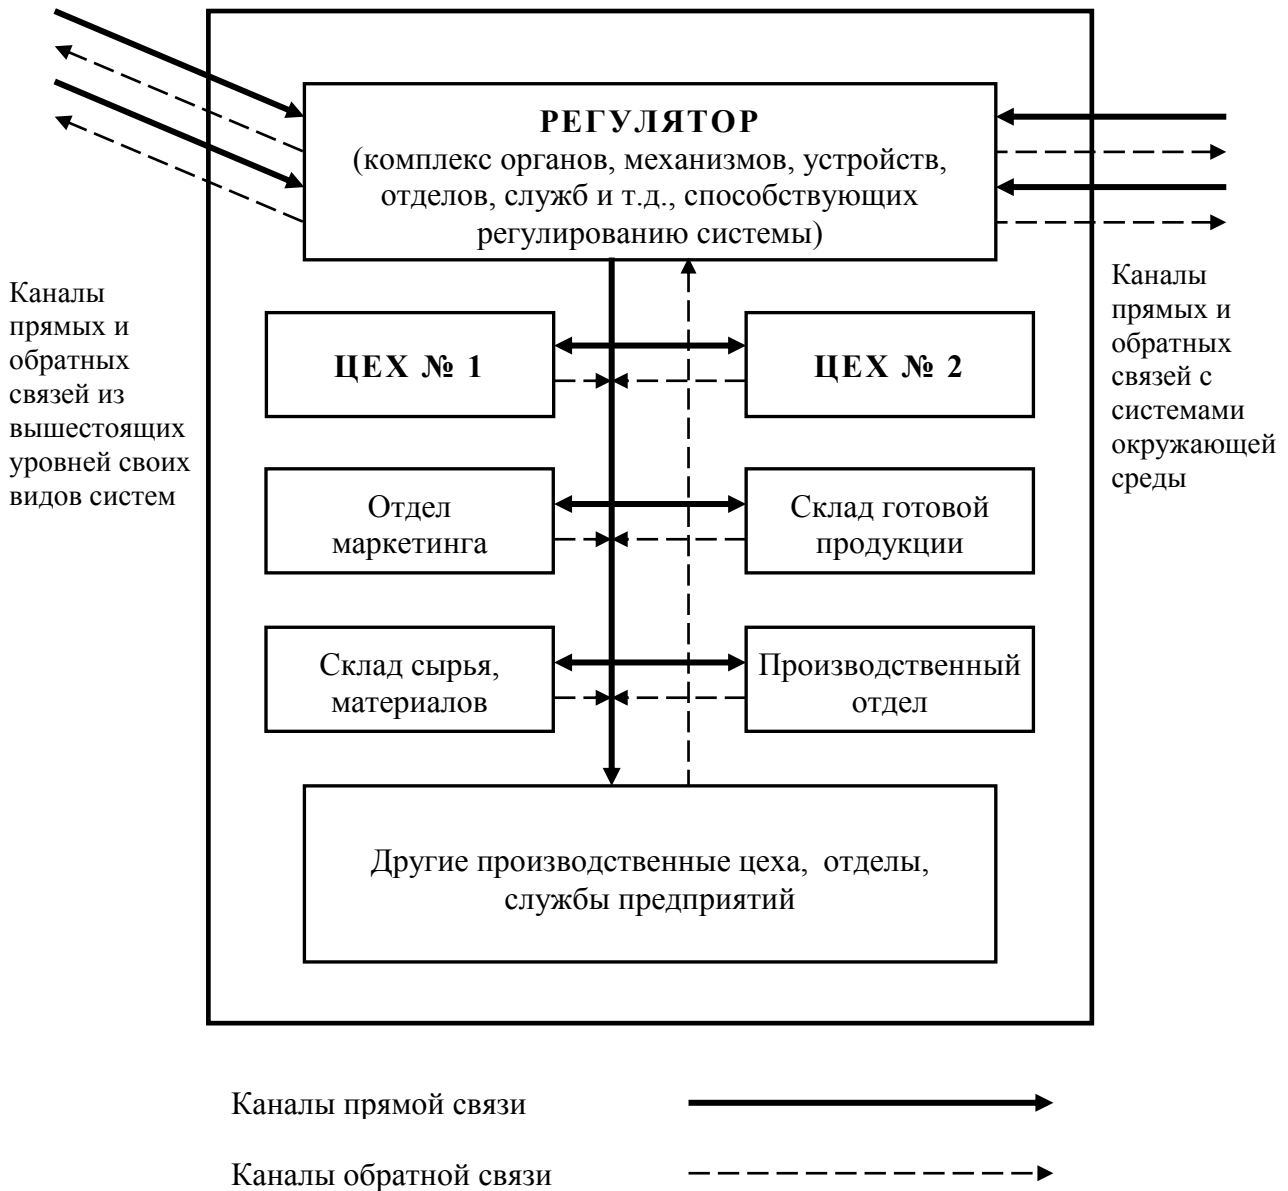 РЕГУЛЯТОР
(комплекс органов, механизмов, устройств,
отделов, служб и т.д., способствующих
регулированию системы)
Каналы
прямых и
обратных
связей из
вышестоящих
уровней своих
видов систем
Каналы
прямых и
обратных
связей с
системами
окружающей
среды
ЦЕХ № 1
ЦЕХ № 2
Отдел
маркетинга
Склад готовой
продукции
Склад сырья,
материалов
Производственный
отдел
Другие производственные цеха, отделы,
службы предприятий
Каналы прямой связи
Каналы обратной связи